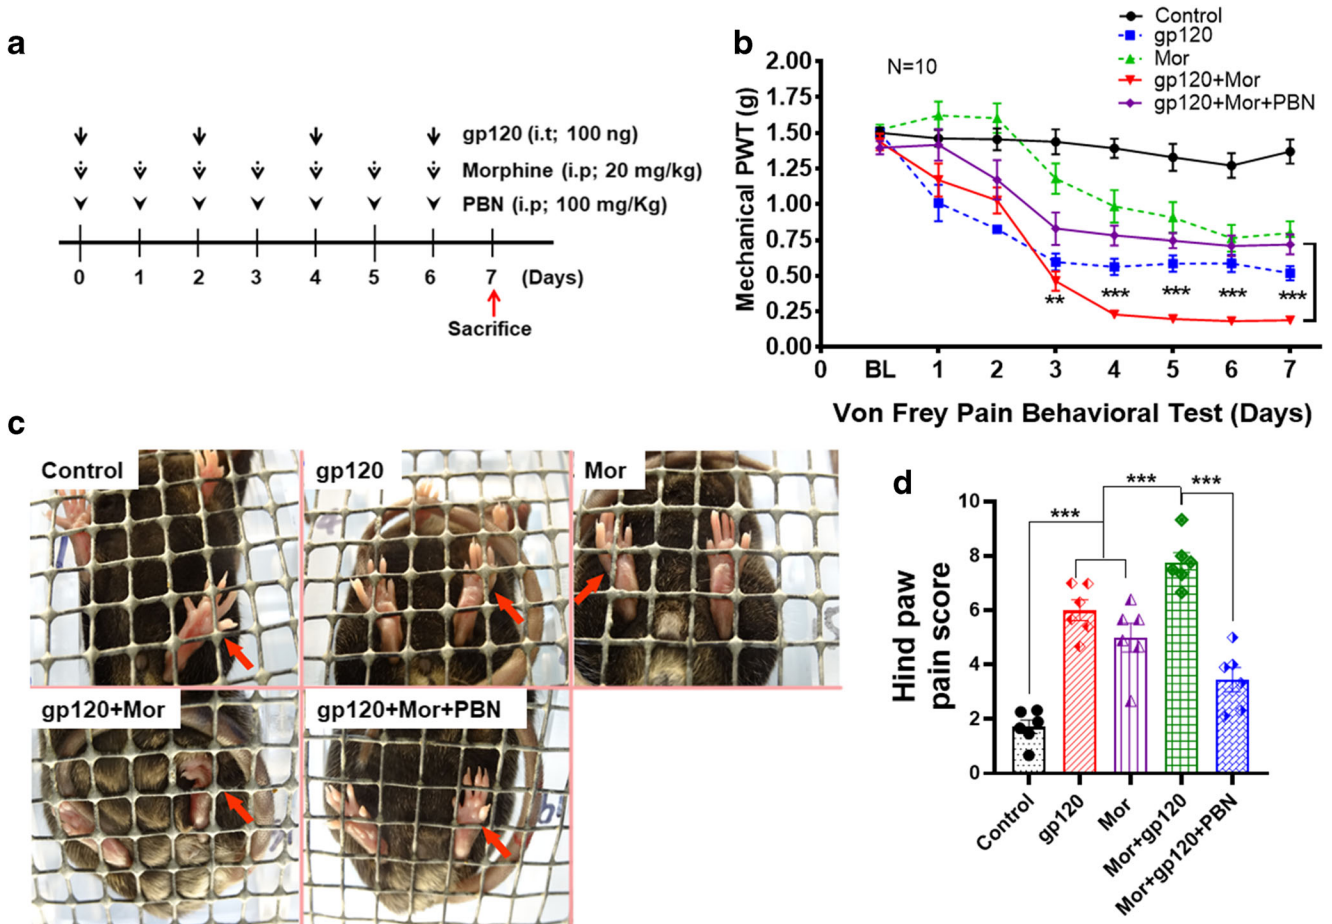 a
gp120 (i.t; 100 ng)
Morphine (i.p; 20 mg/kg)
PBN (i.p; 100 mg/Kg)
0 1 2 3 4 5 6 7 (Days)
Sacrifice
b
Control
gp120
Mor
gp120+Mor
gp120+Mor+PBN
N=10
Mechanical PWT (g)
2.00
1.75
1.50
1.25
1.00
0.75
0.50
0.25
0.00
** *** *** *** ***
0 BL 1 2 3 4 5 6 7
Von Frey Pain Behavioral Test (Days)
c
Control
gp120
Mor
gp120+Mor
gp120+Mor+PBN
d
Hind paw
pain score
10
8
6
4
2
0
*** *** ***
Control
gp120
Mor
Mor+gp120
Mor+gp120+PBN